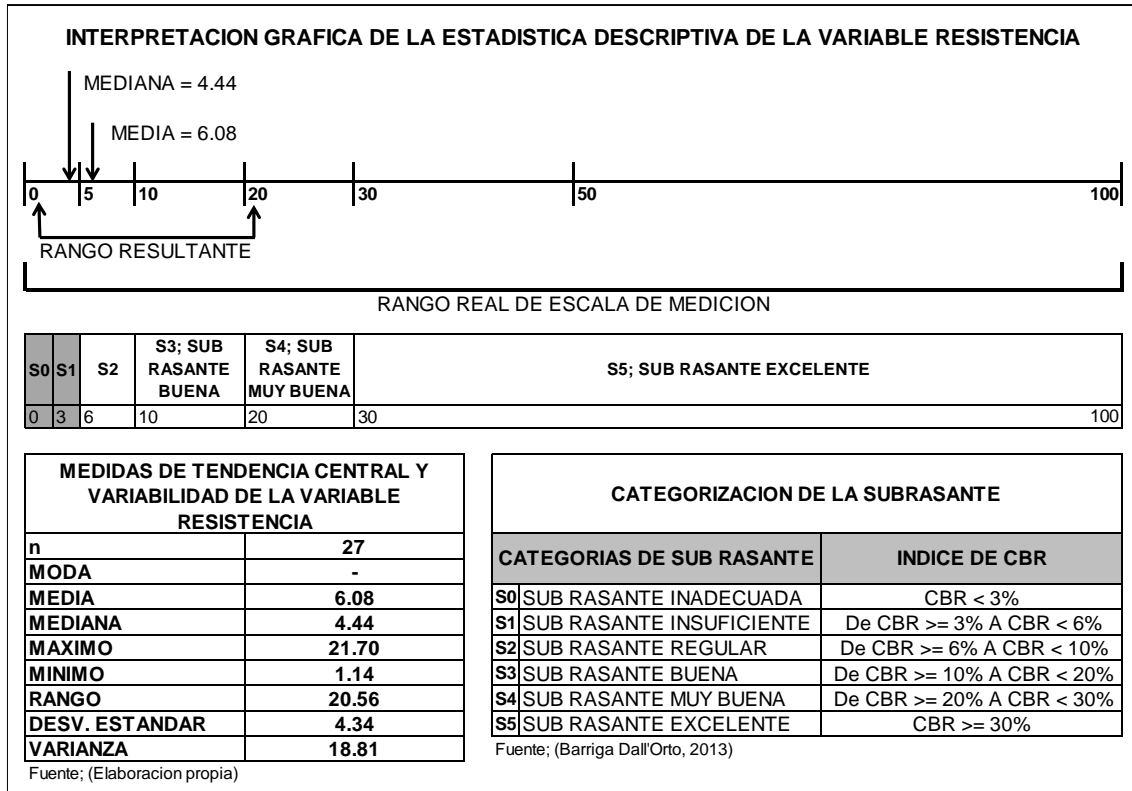 INTERPRETACION GRAFICA DE LA ESTADISTICA DESCRIPTIVA DE LA VARIABLE RESISTENCIA
MEDIANA = 4.44
MEDIA = 6.08
0 5 10 20 30 50 100
RANGO RESULTANTE
RANGO REAL DE ESCALA DE MEDICION
S0 S1 S2
S3; SUB
RASANTE
BUENA
S4; SUB
RASANTE
MUY BUENA
S5; SUB RASANTE EXCELENTE
0 3 6 10 20 30 100
MEDIDAS DE TENDENCIA CENTRAL Y
VARIABILIDAD DE LA VARIABLE
RESISTENCIA
n 27
MODA -
MEDIA 6.08
MEDIANA 4.44
MAXIMO 21.70
MINIMO 1.14
RANGO 20.56
DESV. ESTANDAR 4.34
VARIANZA 18.81
Fuente; (Elaboracion propia)
CATEGORIZACION DE LA SUBRASANTE
CATEGORIAS DE SUB RASANTE INDICE DE CBR
S0 SUB RASANTE INADECUADA CBR < 3%
S1 SUB RASANTE INSUFICIENTE De CBR >= 3% A CBR < 6%
S2 SUB RASANTE REGULAR De CBR >= 6% A CBR < 10%
S3 SUB RASANTE BUENA De CBR >= 10% A CBR < 20%
S4 SUB RASANTE MUY BUENA De CBR >= 20% A CBR < 30%
S5 SUB RASANTE EXCELENTE CBR >= 30%
Fuente; (Barriga Dall'Orto, 2013)